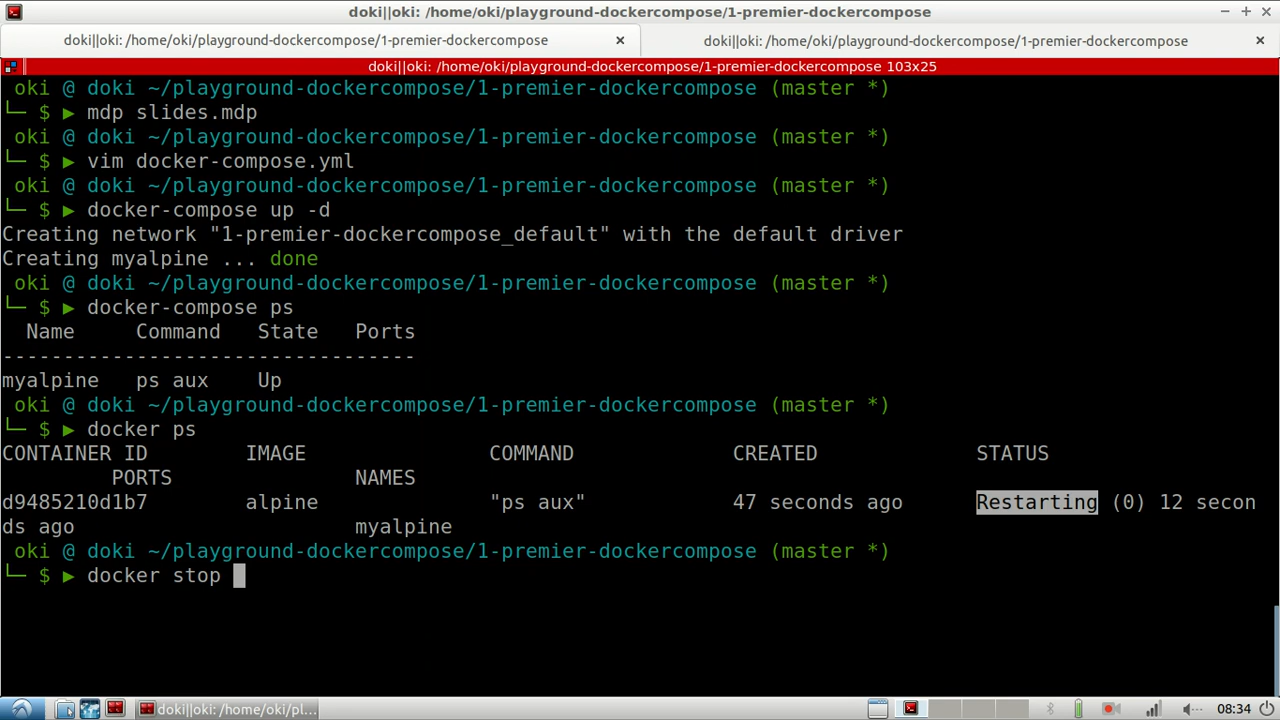 doki||oki: /home/oki/playground-dockercompose/1-premier-dockercompose
doki||oki: /home/oki/playground-dockercompose/1-premier-dockercompose
doki||oki: /home/oki/playground-dockercompose/1-premier-dockercompose
doki||oki: /home/oki/playground-dockercompose/1-premier-dockercompose 103x25
oki @ doki ~/playground-dockercompose/1-premier-dockercompose (master *)
└─ $ ▶ mdp slides.mdp
oki @ doki ~/playground-dockercompose/1-premier-dockercompose (master *)
└─ $ ▶ vim docker-compose.yml
oki @ doki ~/playground-dockercompose/1-premier-dockercompose (master *)
└─ $ ▶ docker-compose up -d
Creating network "1-premier-dockercompose_default" with the default driver
Creating myalpine ... done
oki @ doki ~/playground-dockercompose/1-premier-dockercompose (master *)
└─ $ ▶ docker-compose ps
Name     Command   State   Ports
----------------------------------
myalpine   ps aux    Up
oki @ doki ~/playground-dockercompose/1-premier-dockercompose (master *)
└─ $ ▶ docker ps
CONTAINER ID        IMAGE               COMMAND             CREATED             STATUS
PORTS               NAMES
d9485210d1b7        alpine              "ps aux"            47 seconds ago      Restarting (0) 12 secon
ds ago                       myalpine
oki @ doki ~/playground-dockercompose/1-premier-dockercompose (master *)
└─ $ ▶ docker stop
doki||oki: /home/oki/pl...
08:34